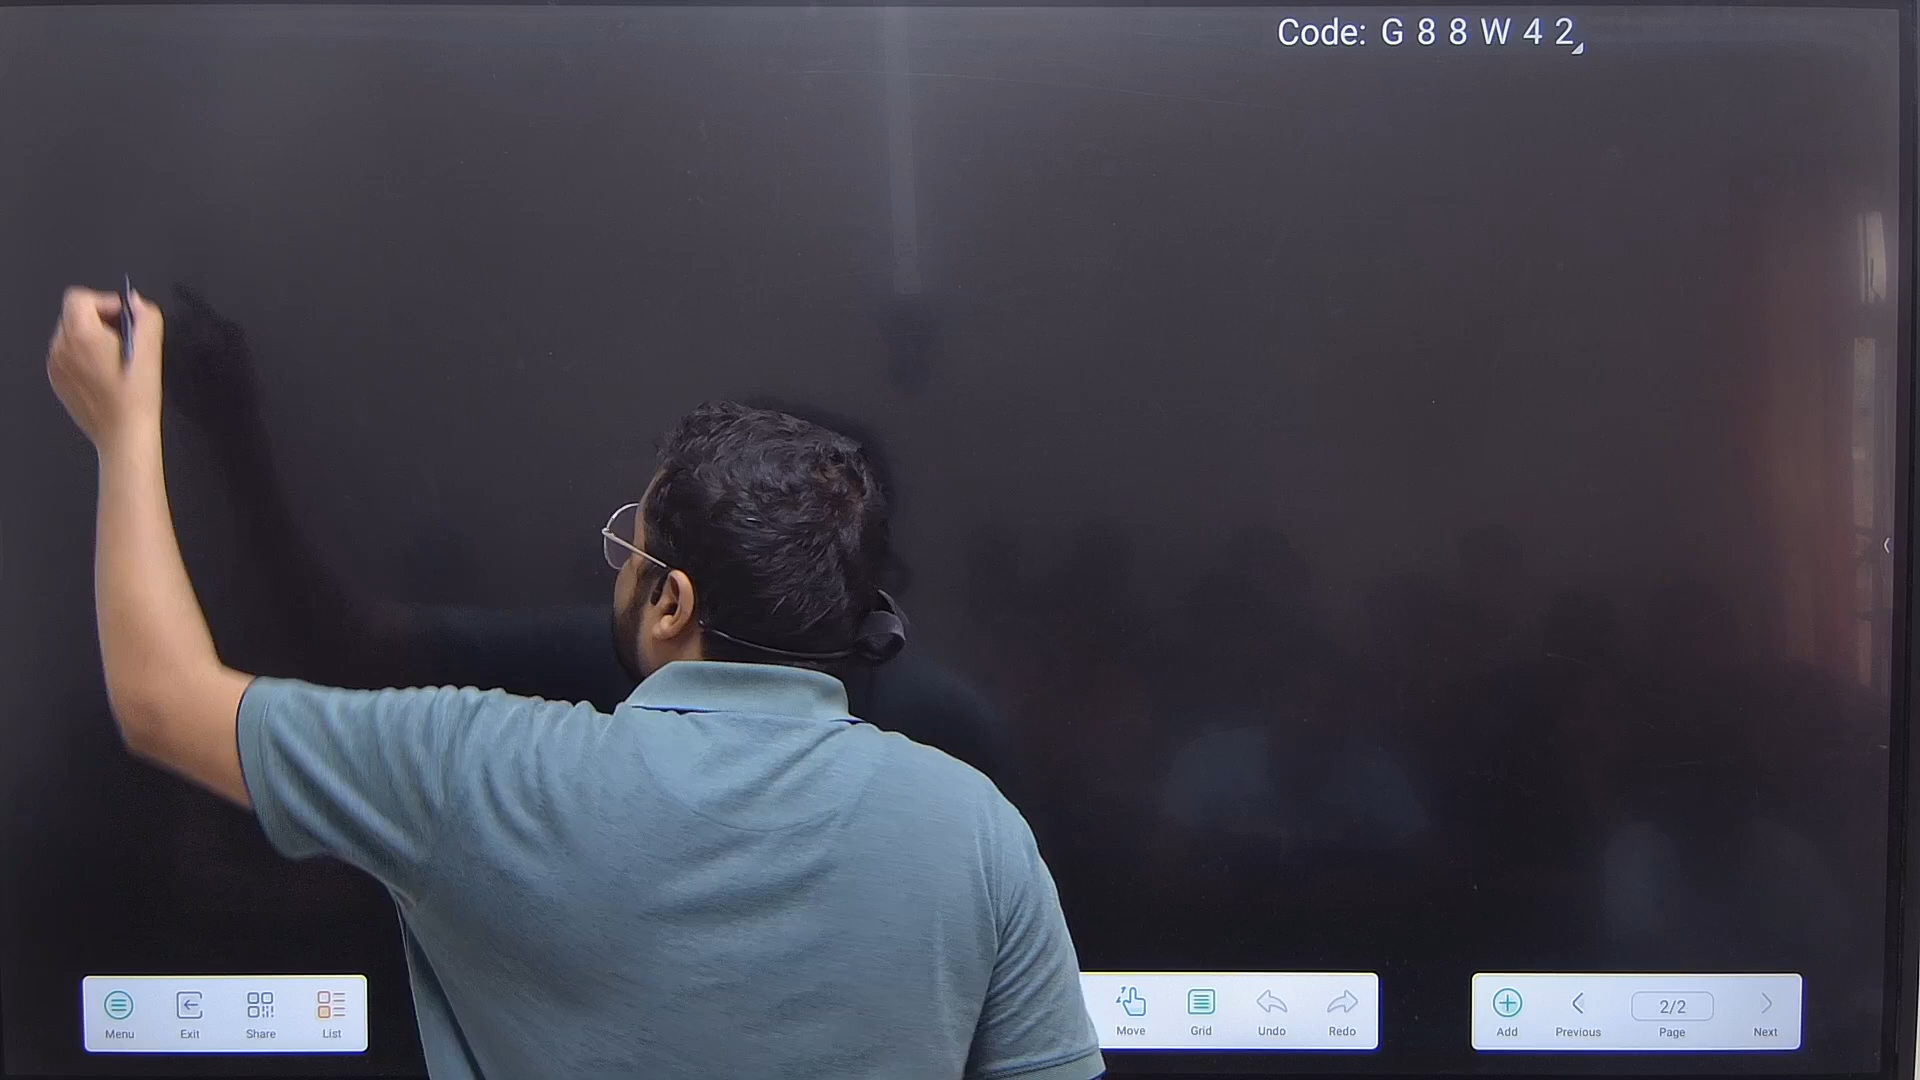 Code: G 8 8 W 4 2
Menu Exit Share List Move Grid Undo Redo Add Previous 2/2 Page Next